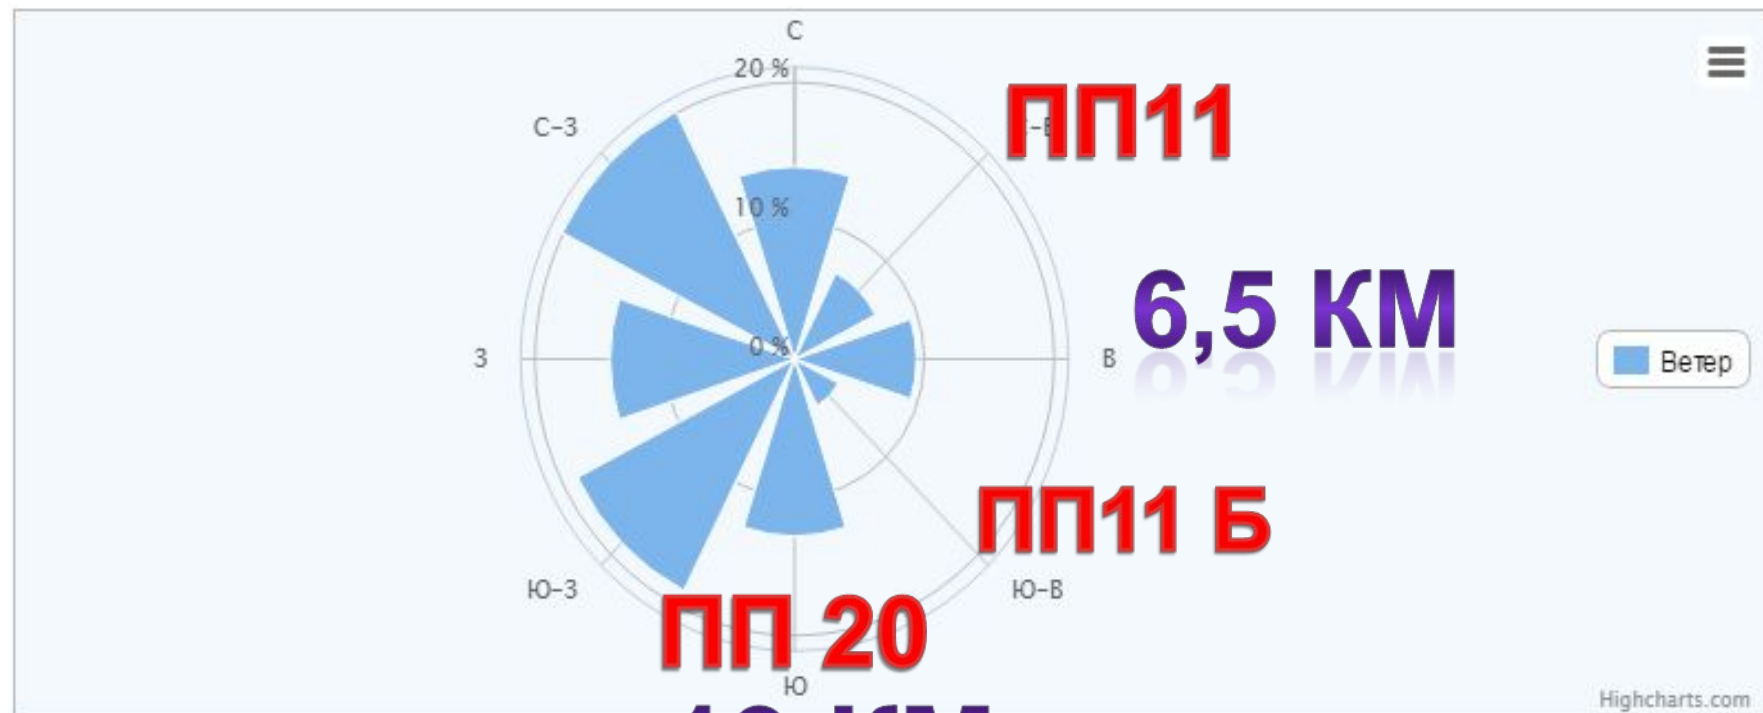 С
20 %
ПП11
С-З
10 %
6,5 КМ
0 %
З
В
Ветер
ПП11 Б
Ю-З
Ю-В
ПП 20
Ю
Highcharts.com